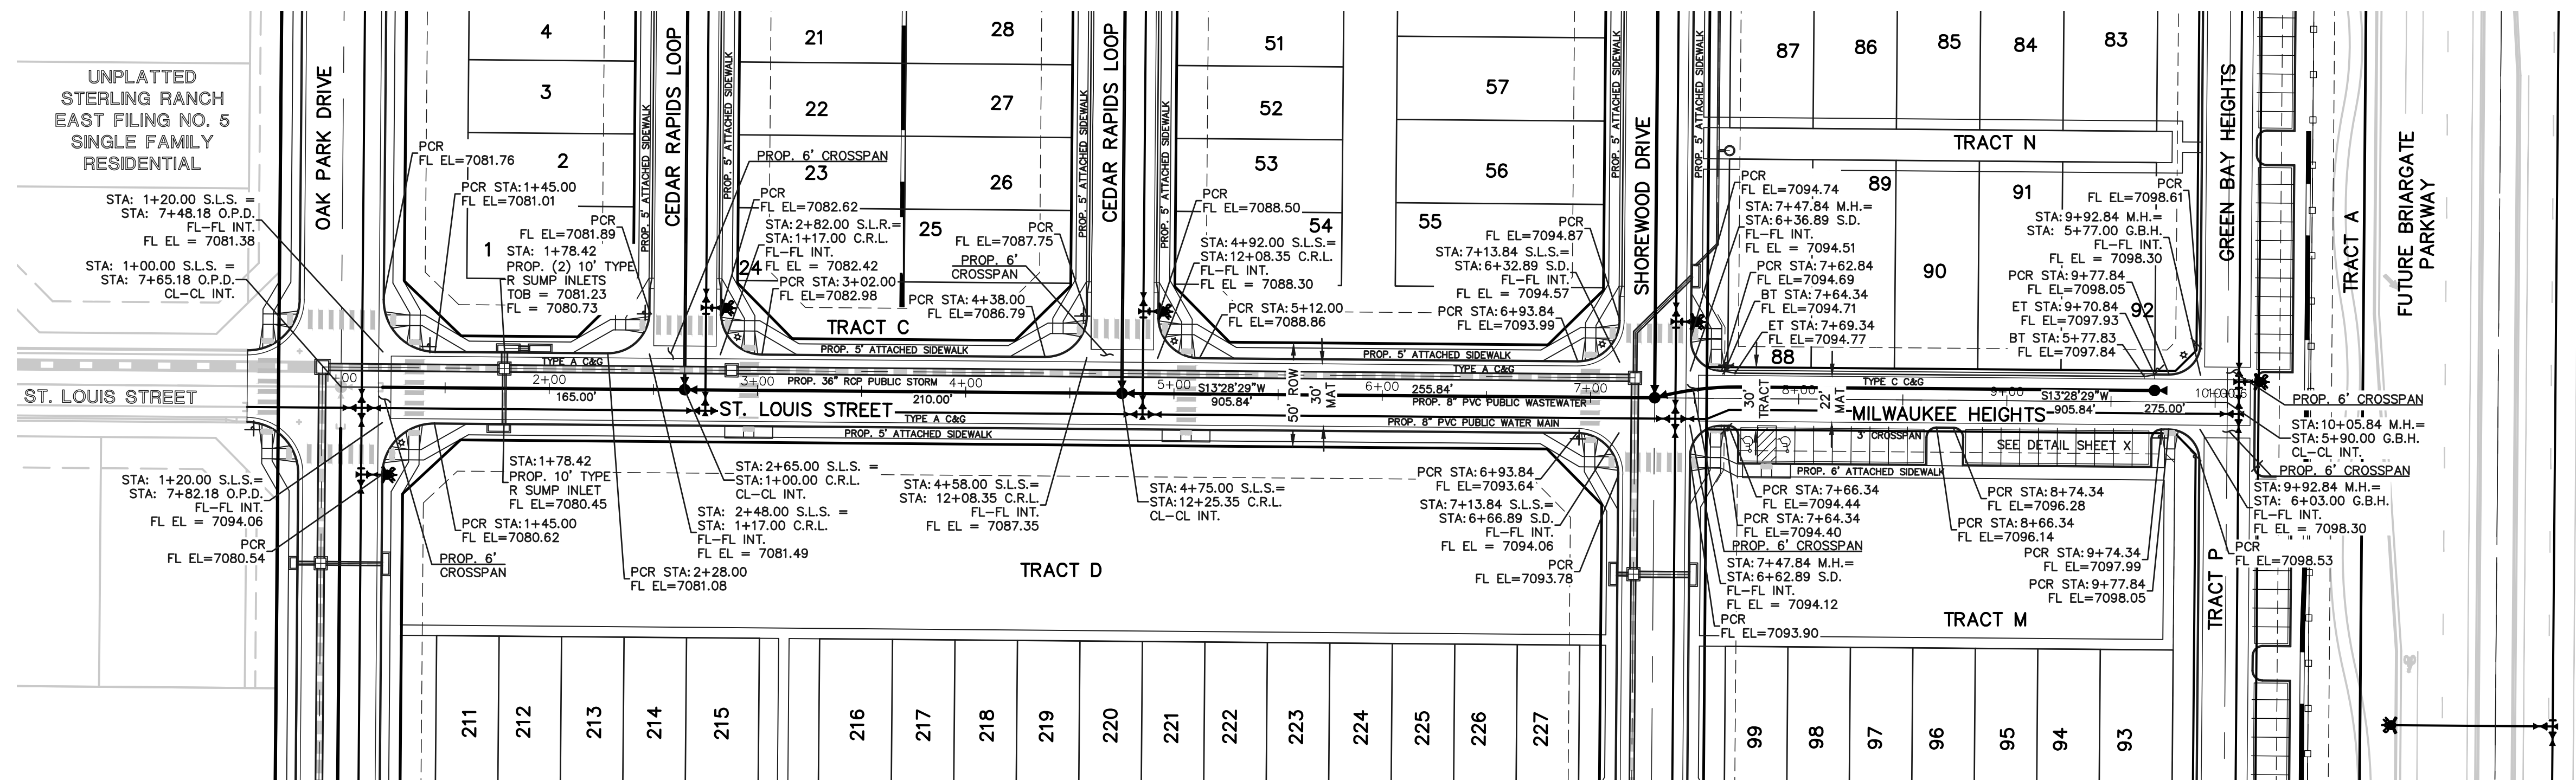 UNPLATTED
STERLING RANCH
EAST FILING NO. 5
SINGLE FAMILY
RESIDENTIAL
STA: 1+20.00 S.L.S. =
STA: 7+48.18 O.P.D.
FL-FL INT.
FL EL = 7081.38
STA: 1+00.00 S.L.S. =
STA: 7+65.18 O.P.D.
CL-CL INT.
ST. LOUIS STREET
STA: 1+20.00 S.L.S.=
STA: 7+82.18 O.P.D.
FL-FL INT.
FL EL = 7094.06
PCR
FL EL=7080.54
OAK PARK DRIVE
PCR
FL EL=7081.76
PCR STA:1+45.00
FL EL=7081.01
PCR
FL EL=7081.89
4
3
2
1
STA: 1+78.42
PROP. (2) 10' TYPE
R SUMP INLETS
TOB = 7081.23
FL = 7080.73
PROP. 5' ATTACHED SIDEWALK
CEDAR RAPIDS LOOP
PROP. 5' ATTACHED SIDEWALK
PROP. 6' CROSSPAN
21
22
23
24
25
26
27
28
PCR
FL EL=7082.62
STA:2+82.00 S.L.R.=
STA:1+17.00 C.R.L.
FL-FL INT.
FL EL = 7082.42
PCR STA:3+02.00
FL EL=7082.98
PCR
FL EL=7087.75
PROP. 6'
CROSSPAN
PCR STA:4+38.00
FL EL=7086.79
TRACT C
PROP. 5' ATTACHED SIDEWALK
PROP. 5' ATTACHED SIDEWALK
CEDAR RAPIDS LOOP
PROP. 5' ATTACHED SIDEWALK
51
52
53
54
55
56
57
PCR
FL EL=7088.50
STA:4+92.00 S.L.S.=
STA:12+08.35 C.R.L.
FL-FL INT.
FL EL = 7088.30
PCR STA:5+12.00
FL EL=7088.86
PCR
FL EL=7094.87
STA:7+13.84 S.L.S.=
STA:6+32.89 S.D.
FL-FL INT.
FL EL = 7094.57
PCR STA:6+93.84
FL EL=7093.99
PROP. 5' ATTACHED SIDEWALK
PROP. 5' ATTACHED SIDEWALK
SHOREWOOD DRIVE
PROP. 5' ATTACHED SIDEWALK
87
86
85
84
83
TRACT N
89
91
90
92
88
PCR
FL EL=7094.74
STA:7+47.84 M.H.=
STA:6+36.89 S.D.
FL-FL INT.
FL EL = 7094.51
PCR STA:7+62.84
FL EL=7094.69
BT STA:7+64.34
FL EL=7094.71
ET STA:7+69.34
FL EL=7094.77
PCR
FL EL=7098.61
STA:9+92.84 M.H.=
STA: 5+77.00 G.B.H.
FL-FL INT.
FL EL = 7098.30
PCR STA:9+77.84
FL EL=7098.05
ET STA:9+70.84
FL EL=7097.93
BT STA:5+77.83
FL EL=7097.84
GREEN BAY HEIGHTS
TRACT A
FUTURE BRIARGATE
PARKWAY
TYPE A C&G
TYPE A C&G
TYPE C C&G
+00
2+00
3+00
4+00
5+00
6+00
7+00
8+00
9+00
PROP. 36" RCP PUBLIC STORM
165.00'
210.00'
S13°28'29"W
905.84'
255.84'
PROP. 8" PVC PUBLIC WASTEWATER
S13°28'29"W
905.84'
275.00'
ST. LOUIS STREET
TYPE A C&G
PROP. 5' ATTACHED SIDEWALK
PROP. 8" PVC PUBLIC WATER MAIN
50' ROW
30'
MAT
30'
TRACT
22'
MAT
MILWAUKEE HEIGHTS
3' CROSSPAN
SEE DETAIL SHEET X
PROP. 6' ATTACHED SIDEWALK
PROP. 6' CROSSPAN
STA:10+05.84 M.H.=
STA:5+90.00 G.B.H.
CL-CL INT.
PROP. 6' CROSSPAN
STA:9+92.84 M.H.=
STA: 6+03.00 G.B.H.
FL-FL INT.
FL EL = 7098.30
PCR
FL EL=7098.53
STA:1+78.42
PROP. 10' TYPE
R SUMP INLET
FL EL=7080.45
PCR STA:1+45.00
FL EL=7080.62
PROP. 6'
CROSSPAN
PCR STA:2+28.00
FL EL=7081.08
STA:2+65.00 S.L.S. =
STA:1+00.00 C.R.L.
CL-CL INT.
STA: 2+48.00 S.L.S. =
STA: 1+17.00 C.R.L.
FL-FL INT.
FL EL = 7081.49
STA:4+58.00 S.L.S.=
STA: 12+08.35 C.R.L.
FL-FL INT.
FL EL = 7087.35
STA:4+75.00 S.L.S.=
STA:12+25.35 C.R.L.
CL-CL INT.
PCR STA:6+93.84
FL EL=7093.64
STA:7+13.84 S.L.S.=
STA:6+66.89 S.D.
FL-FL INT.
FL EL = 7094.06
PCR
FL EL=7093.78
PCR STA:7+66.34
FL EL=7094.44
PCR STA:7+64.34
FL EL=7094.40
PROP. 6' CROSSPAN
STA:7+47.84 M.H.=
STA:6+62.89 S.D.
FL-FL INT.
FL EL = 7094.12
PCR
FL EL=7093.90
PCR STA:8+74.34
FL EL=7096.28
PCR STA:8+66.34
FL EL=7096.14
PCR STA:9+74.34
FL EL=7097.99
PCR STA:9+77.84
FL EL=7098.05
TRACT D
TRACT M
TRACT P
211
212
213
214
215
216
217
218
219
220
221
222
223
224
225
226
227
99
98
97
96
95
94
93